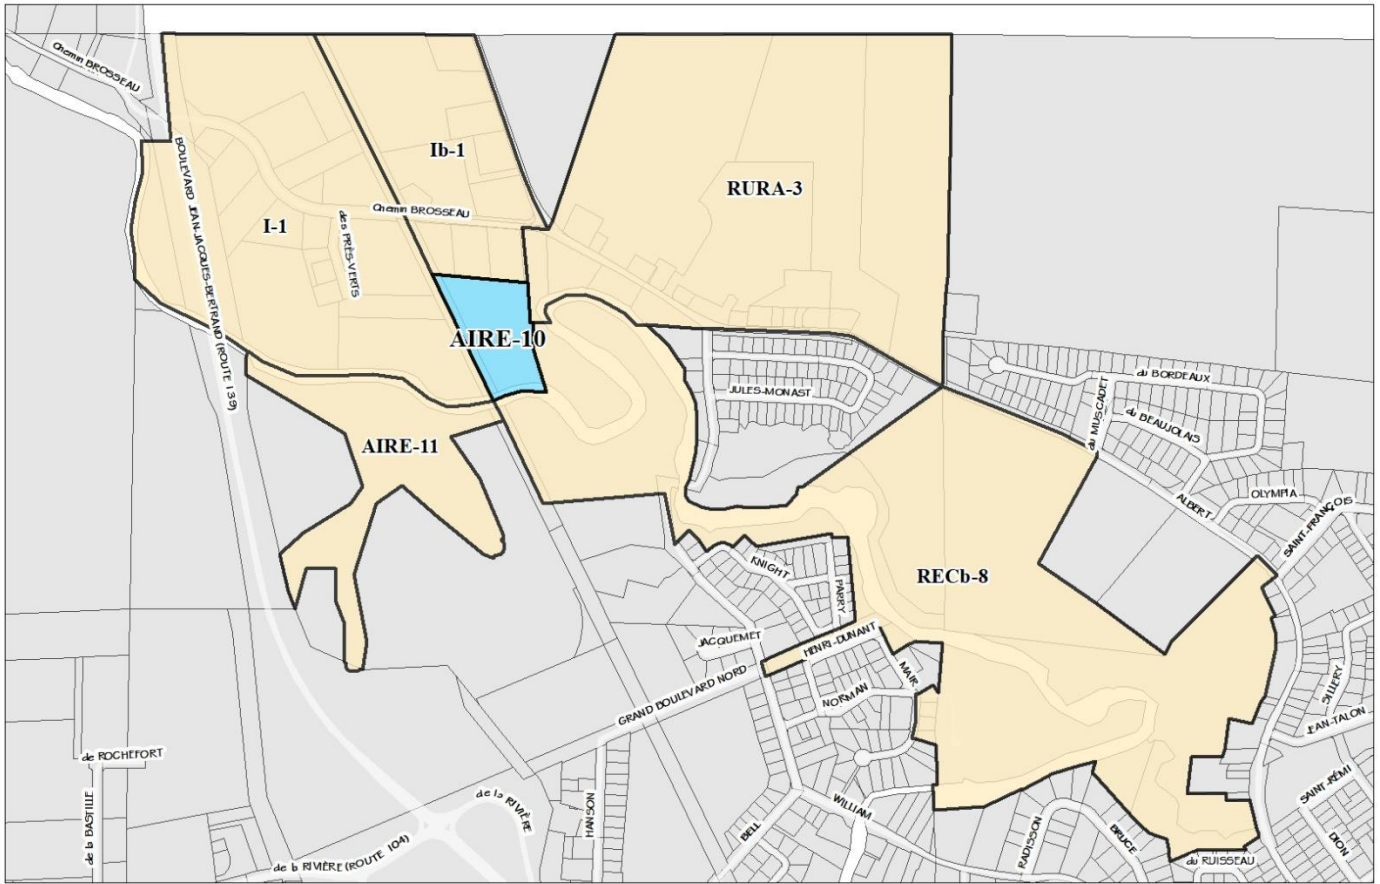 Chemin BROSSEAU
BOULEVARD JEAN-JACQUES-BERTRAND (ROUTE 139)
Ib-1
RURA-3
Chemin BROSSEAU
I-1
des PRÈS-VERTS
AIRE-10
du BORDEAUX
JULES-MONAST
du MUSCADET
du BEAUJOLAIS
AIRE-11
ALBERT
OLYMPIA
SAINT-FRANÇOIS
KNIGHT
RECb-8
PARRY
JACQUEMET
HENRI-DUNANT
MAIR
GRAND BOULEVARD NORD
NORMAN
SILLERY
JEAN-TALON
de ROCHEFORT
de la BASTILLE
de la RIVIÈRE
HANSON
WILLIAM
BELL
SAINT-RÉMI
RADISSON
BRUCE
DION
du RUISSEAU
de la RIVIÈRE (ROUTE 104)